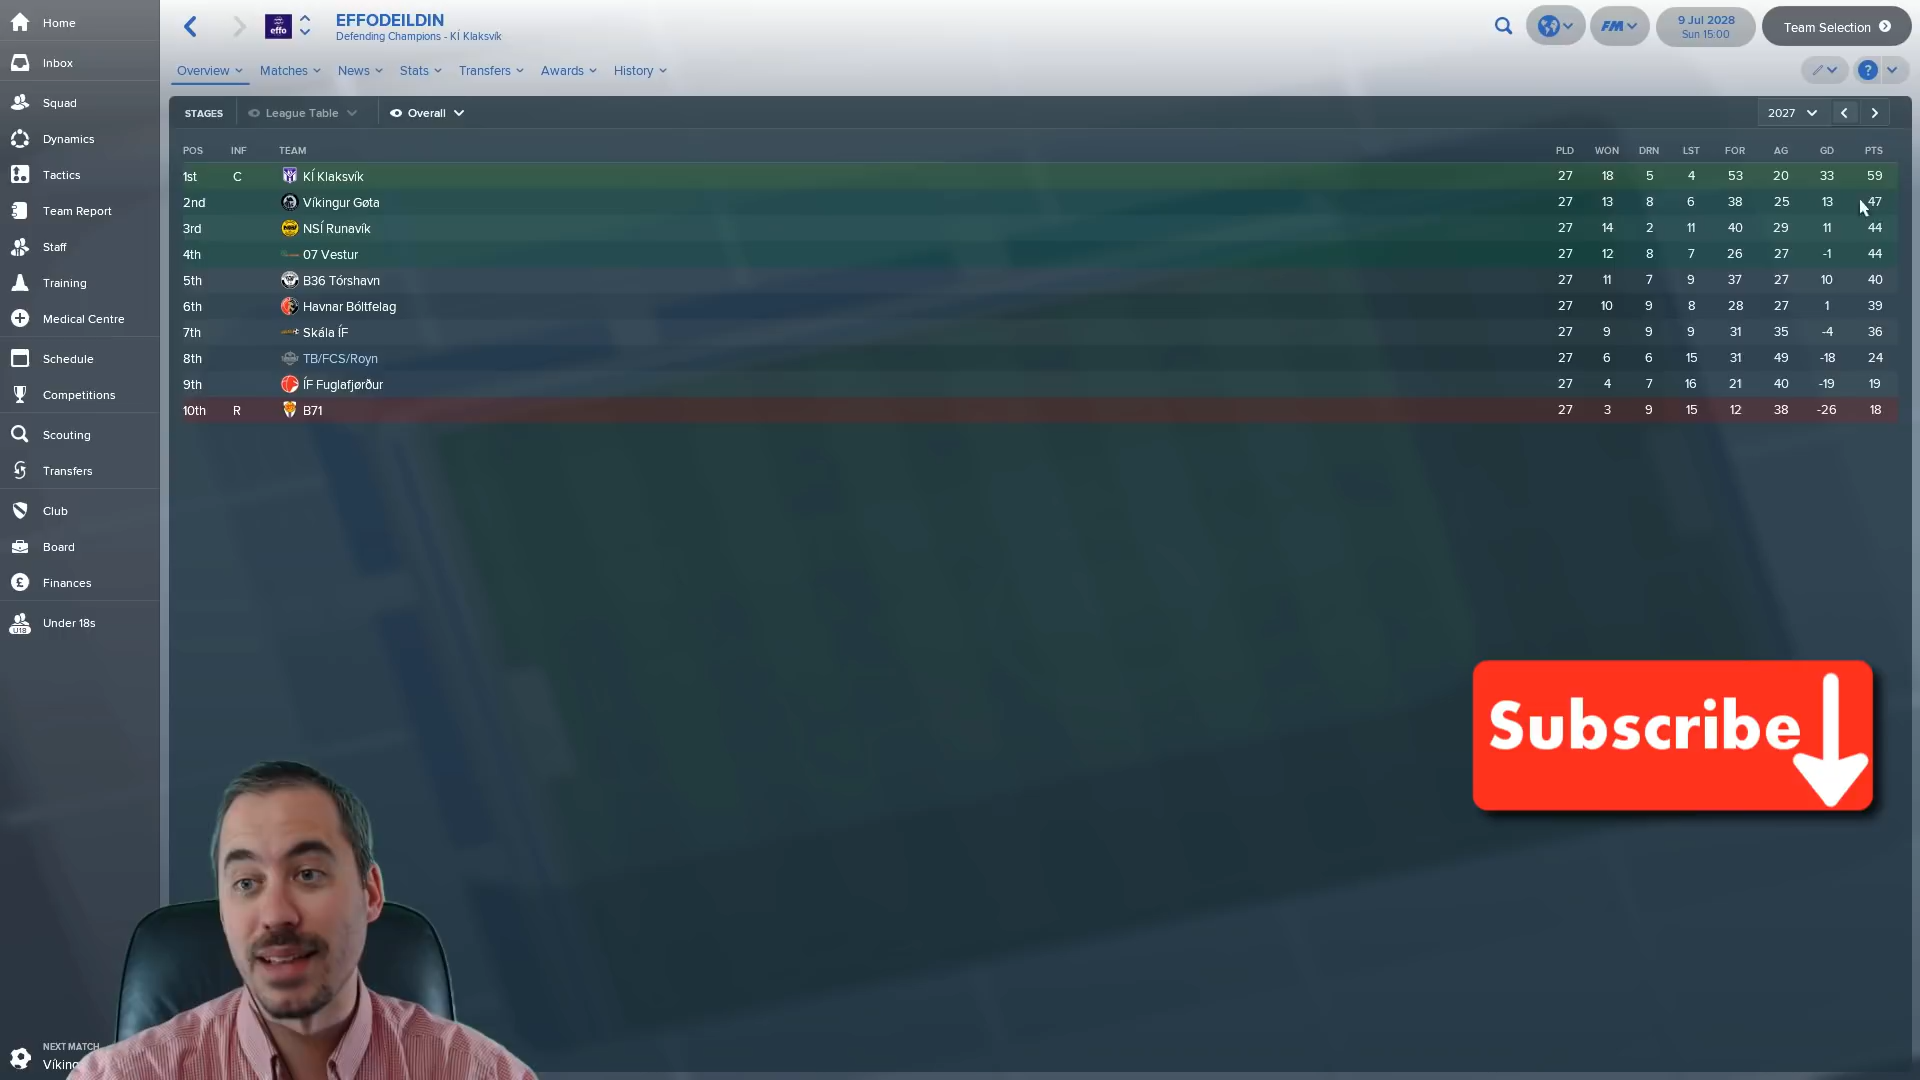 Home
Inbox
Squad
Dynamics
Tactics
Team Report
Staff
Training
Medical Centre
Schedule
Competitions
Scouting
Transfers
Club
Board
Finances
Under 18s
U18
NEXT MATCH
Víking
effo
EFFODEILDIN
Defending Champions - KÍ Klaksvík
FM
9 Jul 2028
Sun 15:00
Team Selection
Overview Matches News Stats Transfers Awards History
?
STAGES League Table Overall 2027
POS INF TEAM PLD WON DRN LST FOR AG GD PTS
1st C KÍ Klaksvík 27 18 5 4 53 20 33 59
2nd Víkingur Gøta 27 13 8 6 38 25 13 47
3rd NSÍ Runavík 27 14 2 11 40 29 11 44
4th 07 Vestur 27 12 8 7 26 27 -1 44
5th B36 Tórshavn 27 11 7 9 37 27 10 40
6th Havnar Bóltfelag 27 10 9 8 28 27 1 39
7th Skála ÍF 27 9 9 9 31 35 -4 36
8th TB/FCS/Royn 27 6 6 15 31 49 -18 24
9th ÍF Fuglafjørður 27 4 7 16 21 40 -19 19
10th R B71 27 3 9 15 12 38 -26 18
Subscribe